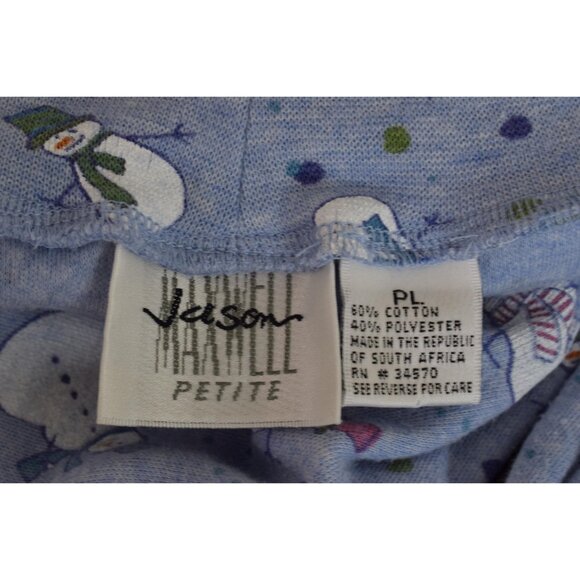 MAXWELL
Jason
MAXWELL
PETITE
PL
60% COTTON
40% POLYESTER
MADE IN THE REPUBLIC
OF SOUTH AFRICA
RN # 34570
SEE REVERSE FOR CARE